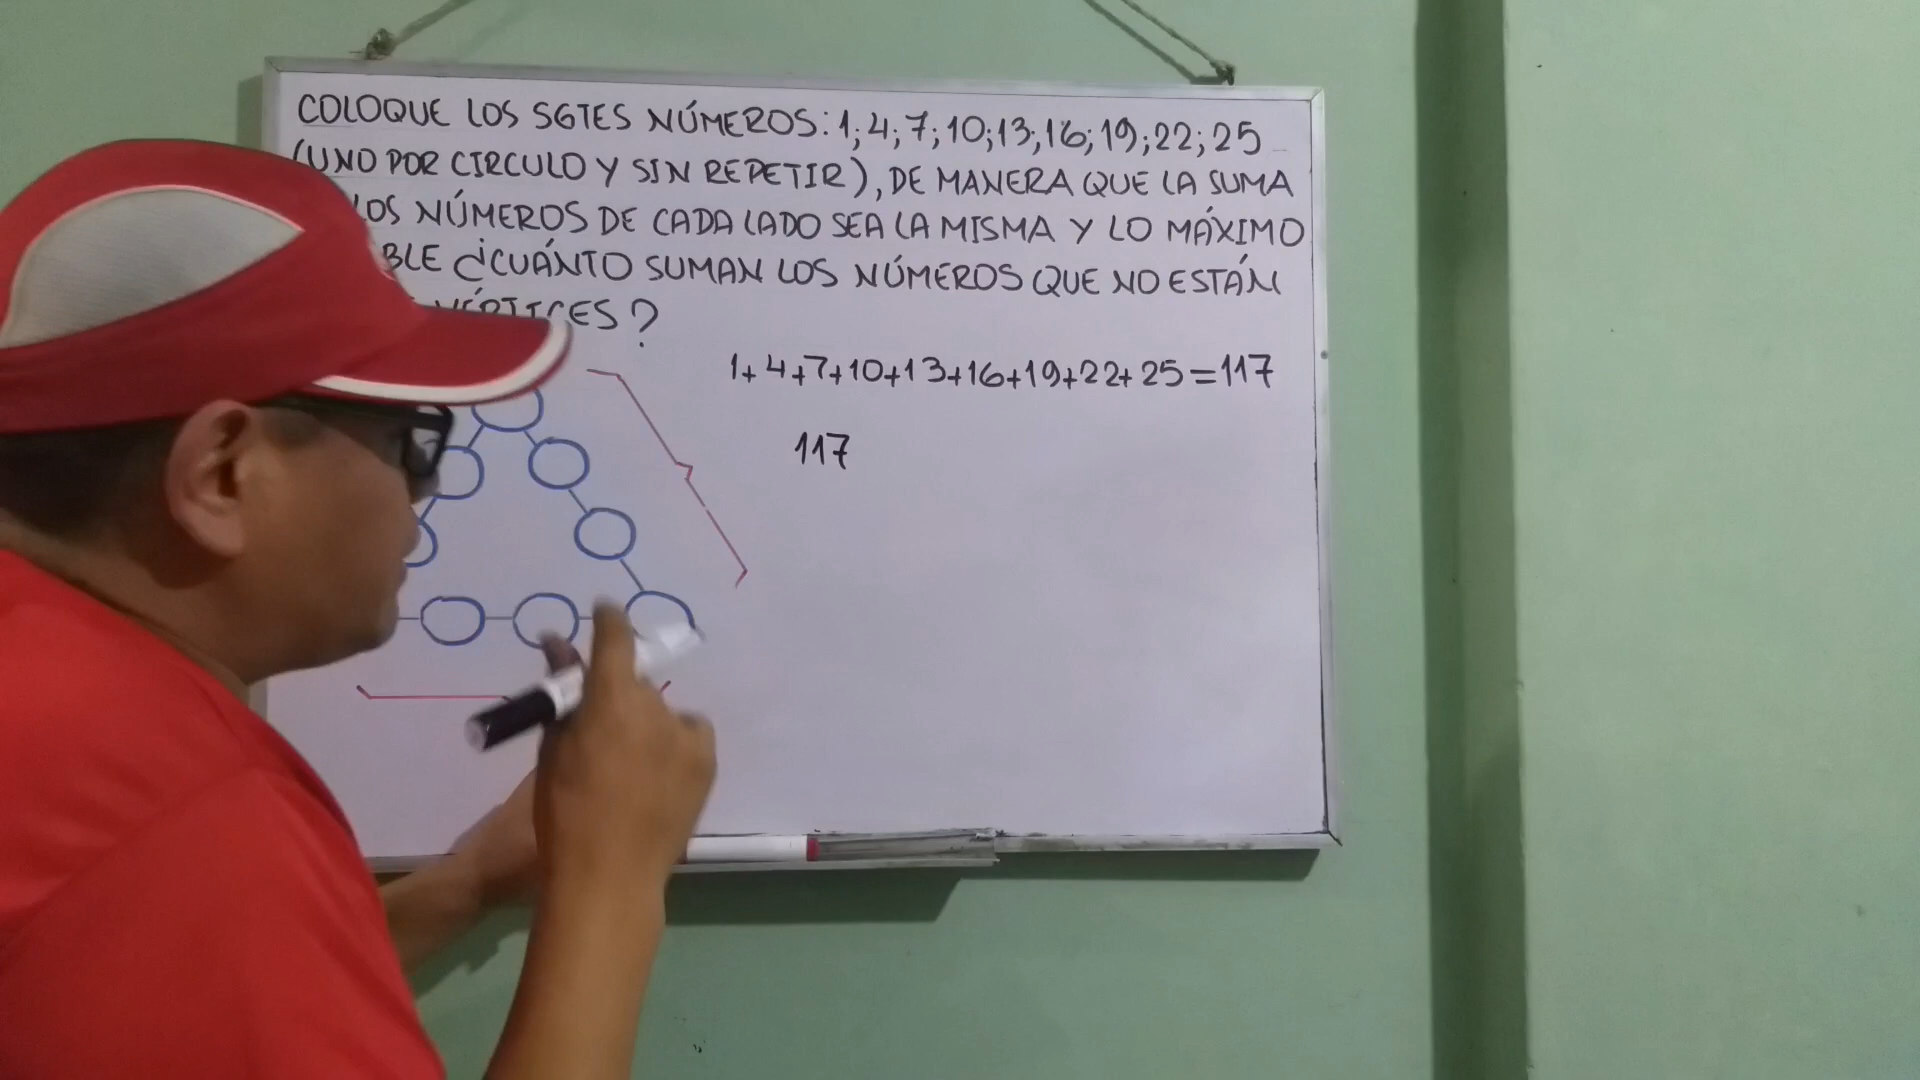 COLOQUE LOS SGTES NÚMEROS: 1; 4; 7; 10; 13; 16; 19; 22; 25
(UNO POR CIRCULO Y SIN REPETIR), DE MANERA QUE LA SUMA
LOS NÚMEROS DE CADA LADO SEA LA MISMA Y LO MÁXIMO
BLE ¿CUÁNTO SUMAN LOS NÚMEROS QUE NO ESTÁN
VÉRTICES?
1+4+7+10+13+16+19+22+25=117
117